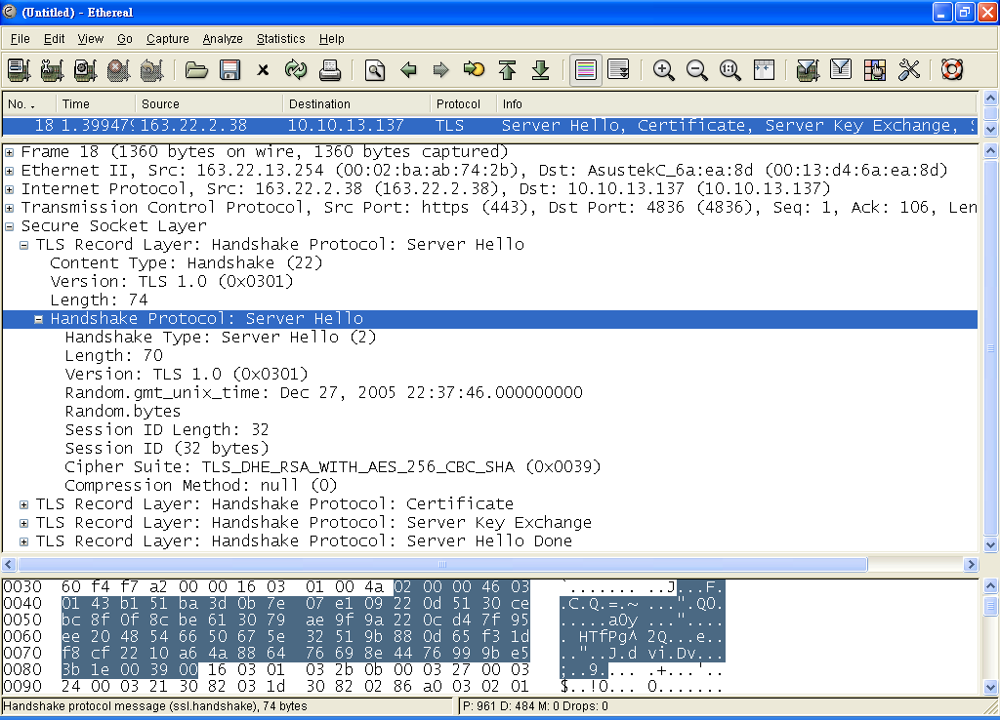 (Untitled) - Ethereal
File Edit View Go Capture Analyze Statistics Help
No. . Time Source Destination Protocol Info
18 1.399479 163.22.2.38 10.10.13.137 TLS Server Hello, Certificate, Server Key Exchange,
Frame 18 (1360 bytes on wire, 1360 bytes captured)
Ethernet II, Src: 163.22.13.254 (00:02:ba:ab:74:2b), Dst: AsustekC_6a:ea:8d (00:13:d4:6a:ea:8d)
Internet Protocol, Src: 163.22.2.38 (163.22.2.38), Dst: 10.10.13.137 (10.10.13.137)
Transmission Control Protocol, Src Port: https (443), Dst Port: 4836 (4836), Seq: 1, Ack: 106, Len
Secure Socket Layer
TLS Record Layer: Handshake Protocol: Server Hello
Content Type: Handshake (22)
Version: TLS 1.0 (0x0301)
Length: 74
Handshake Protocol: Server Hello
Handshake Type: Server Hello (2)
Length: 70
Version: TLS 1.0 (0x0301)
Random.gmt_unix_time: Dec 27, 2005 22:37:46.000000000
Random.bytes
Session ID Length: 32
Session ID (32 bytes)
Cipher Suite: TLS_DHE_RSA_WITH_AES_256_CBC_SHA (0x0039)
Compression Method: null (0)
TLS Record Layer: Handshake Protocol: Certificate
TLS Record Layer: Handshake Protocol: Server Key Exchange
TLS Record Layer: Handshake Protocol: Server Hello Done
0030 60 f4 f7 a2 00 00 16 03 01 00 4a 02 00 00 46 03 `....... ..J...F.
0040 01 43 b1 51 ba 3d 0b 7e 07 e1 09 22 0d 51 30 ce .C.Q.=.~ ...".Q0.
0050 bc 8f 0f 8c be 61 30 79 ae 9f 9a 22 0c d4 7f 95 .....a0y ..."....
0060 ee 20 48 54 66 50 67 5e 32 51 9b 88 0d 65 f3 1d . HTfPg^ 2Q...e..
0070 f8 cf 22 10 a6 4a 88 64 76 69 8e 44 76 99 9b e5 .."..J.d vi.Dv...
0080 3b 1e 00 39 00 16 03 01 03 2b 0b 00 03 27 00 03 ;..9.... .+...'..
0090 24 00 03 21 30 82 03 1d 30 82 02 86 a0 03 02 01 $..!0... 0.......
Handshake protocol message (ssl.handshake), 74 bytes P: 961 D: 484 M: 0 Drops: 0